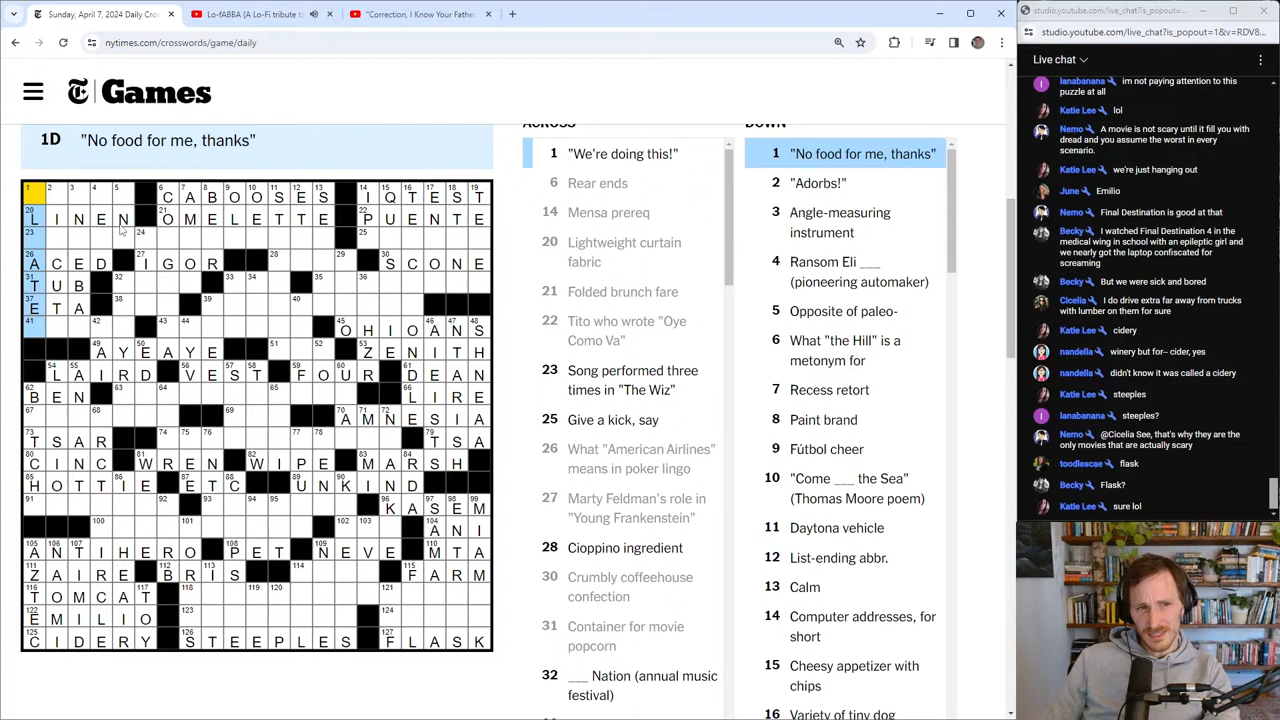 Sunday, April 7, 2024 Daily Cro
Lo-fABBA (A Lo-Fi tribute to
"Correction, I Know Your Father
nytimes.com/crosswords/game/daily
Games
1D "No food for me, thanks"
ACROSS
1 "We're doing this!"
6 Rear ends
14 Mensa prereq
20 Lightweight curtain
fabric
21 Folded brunch fare
22 Tito who wrote "Oye
Como Va"
23 Song performed three
times in "The Wiz"
25 Give a kick, say
26 What "American Airlines"
means in poker lingo
27 Marty Feldman's role in
"Young Frankenstein"
28 Cioppino ingredient
30 Crumbly coffeehouse
confection
31 Container for movie
popcorn
32 ___ Nation (annual music
festival)
DOWN
1 "No food for me, thanks"
2 "Adorbs!"
3 Angle-measuring
instrument
4 Ransom Eli ___
(pioneering automaker)
5 Opposite of paleo-
6 What "the Hill" is a
metonym for
7 Recess retort
8 Paint brand
9 Fútbol cheer
10 "Come ___ the Sea"
(Thomas Moore poem)
11 Daytona vehicle
12 List-ending abbr.
13 Calm
14 Computer addresses, for
short
15 Cheesy appetizer with
chips
16 Variety of tiny dog
CABOOSES IQTEST
LINEN OMELETTE PUENTE
ACED IGOR SCONE
TUB
ETA
OHIOANS
AYEAYE ZENITH
LAIRD VEST FOUR DEAN
BEN IRE
MN A
TSAR TSA
CINC WREN WIPE MARSH
HOTTIE ETC UNKIND
KAREM
ANI
ANTIHERO PET NEVE MTA
ZAIRE BRIS FARM
TOMCAT
EMILIO
CIDERY STEEPLES FLASK
studio.youtube.com/live_chat?is_popout=...
studio.youtube.com/live_chat?is_popout=1&v=RDV8...
Live chat
lanabanana im not paying attention to this
puzzle at all
Katie Lee lol
Nemo A movie is not scary until it fill you with
dread and you assume the worst in every
scenario.
Katie Lee we're just hanging out
June Emilio
Nemo Final Destination is good at that
Becky I watched Final Destination 4 in the
medical wing in school with an epileptic girl and
we nearly got the laptop confiscated for
screaming
Becky But we were sick and bored
Cicelia I do drive extra far away from trucks
with lumber on them for sure
Katie Lee cidery
nandella winery but for-- cider, yes
nandella didn't know it was called a cidery
Katie Lee steeples
lanabanana steeples?
Nemo @Cicelia See, that's why they are the
only movies that are actually scary
toodlescae flask
Becky Flask?
Katie Lee sure lol